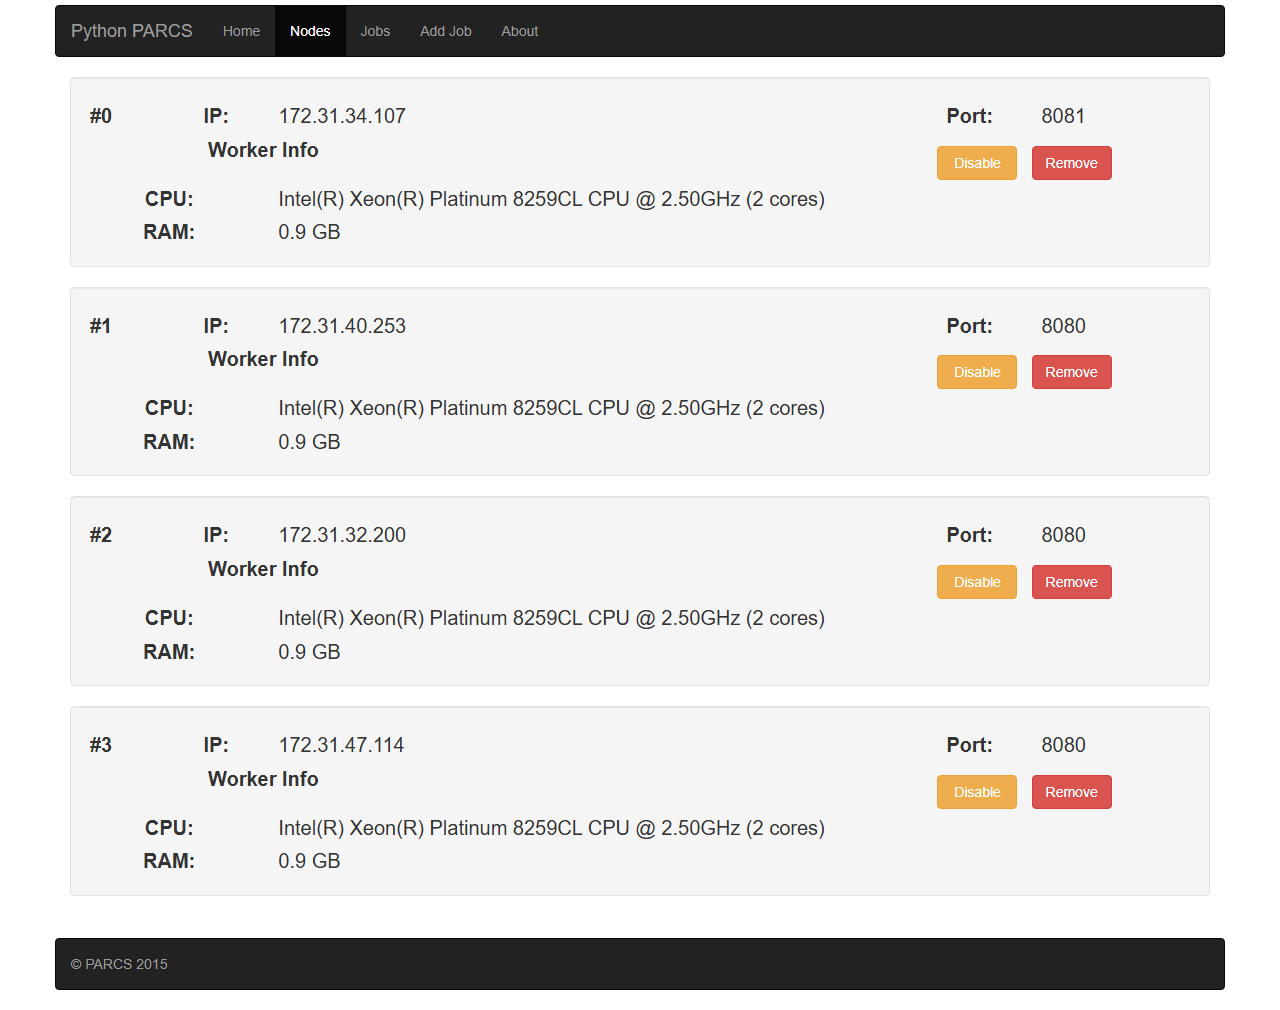 Python PARCS Home Nodes Jobs Add Job About
#0 IP: 172.31.34.107 Port: 8081
Worker Info Disable Remove
CPU: Intel(R) Xeon(R) Platinum 8259CL CPU @ 2.50GHz (2 cores)
RAM: 0.9 GB
#1 IP: 172.31.40.253 Port: 8080
Worker Info Disable Remove
CPU: Intel(R) Xeon(R) Platinum 8259CL CPU @ 2.50GHz (2 cores)
RAM: 0.9 GB
#2 IP: 172.31.32.200 Port: 8080
Worker Info Disable Remove
CPU: Intel(R) Xeon(R) Platinum 8259CL CPU @ 2.50GHz (2 cores)
RAM: 0.9 GB
#3 IP: 172.31.47.114 Port: 8080
Worker Info Disable Remove
CPU: Intel(R) Xeon(R) Platinum 8259CL CPU @ 2.50GHz (2 cores)
RAM: 0.9 GB
© PARCS 2015